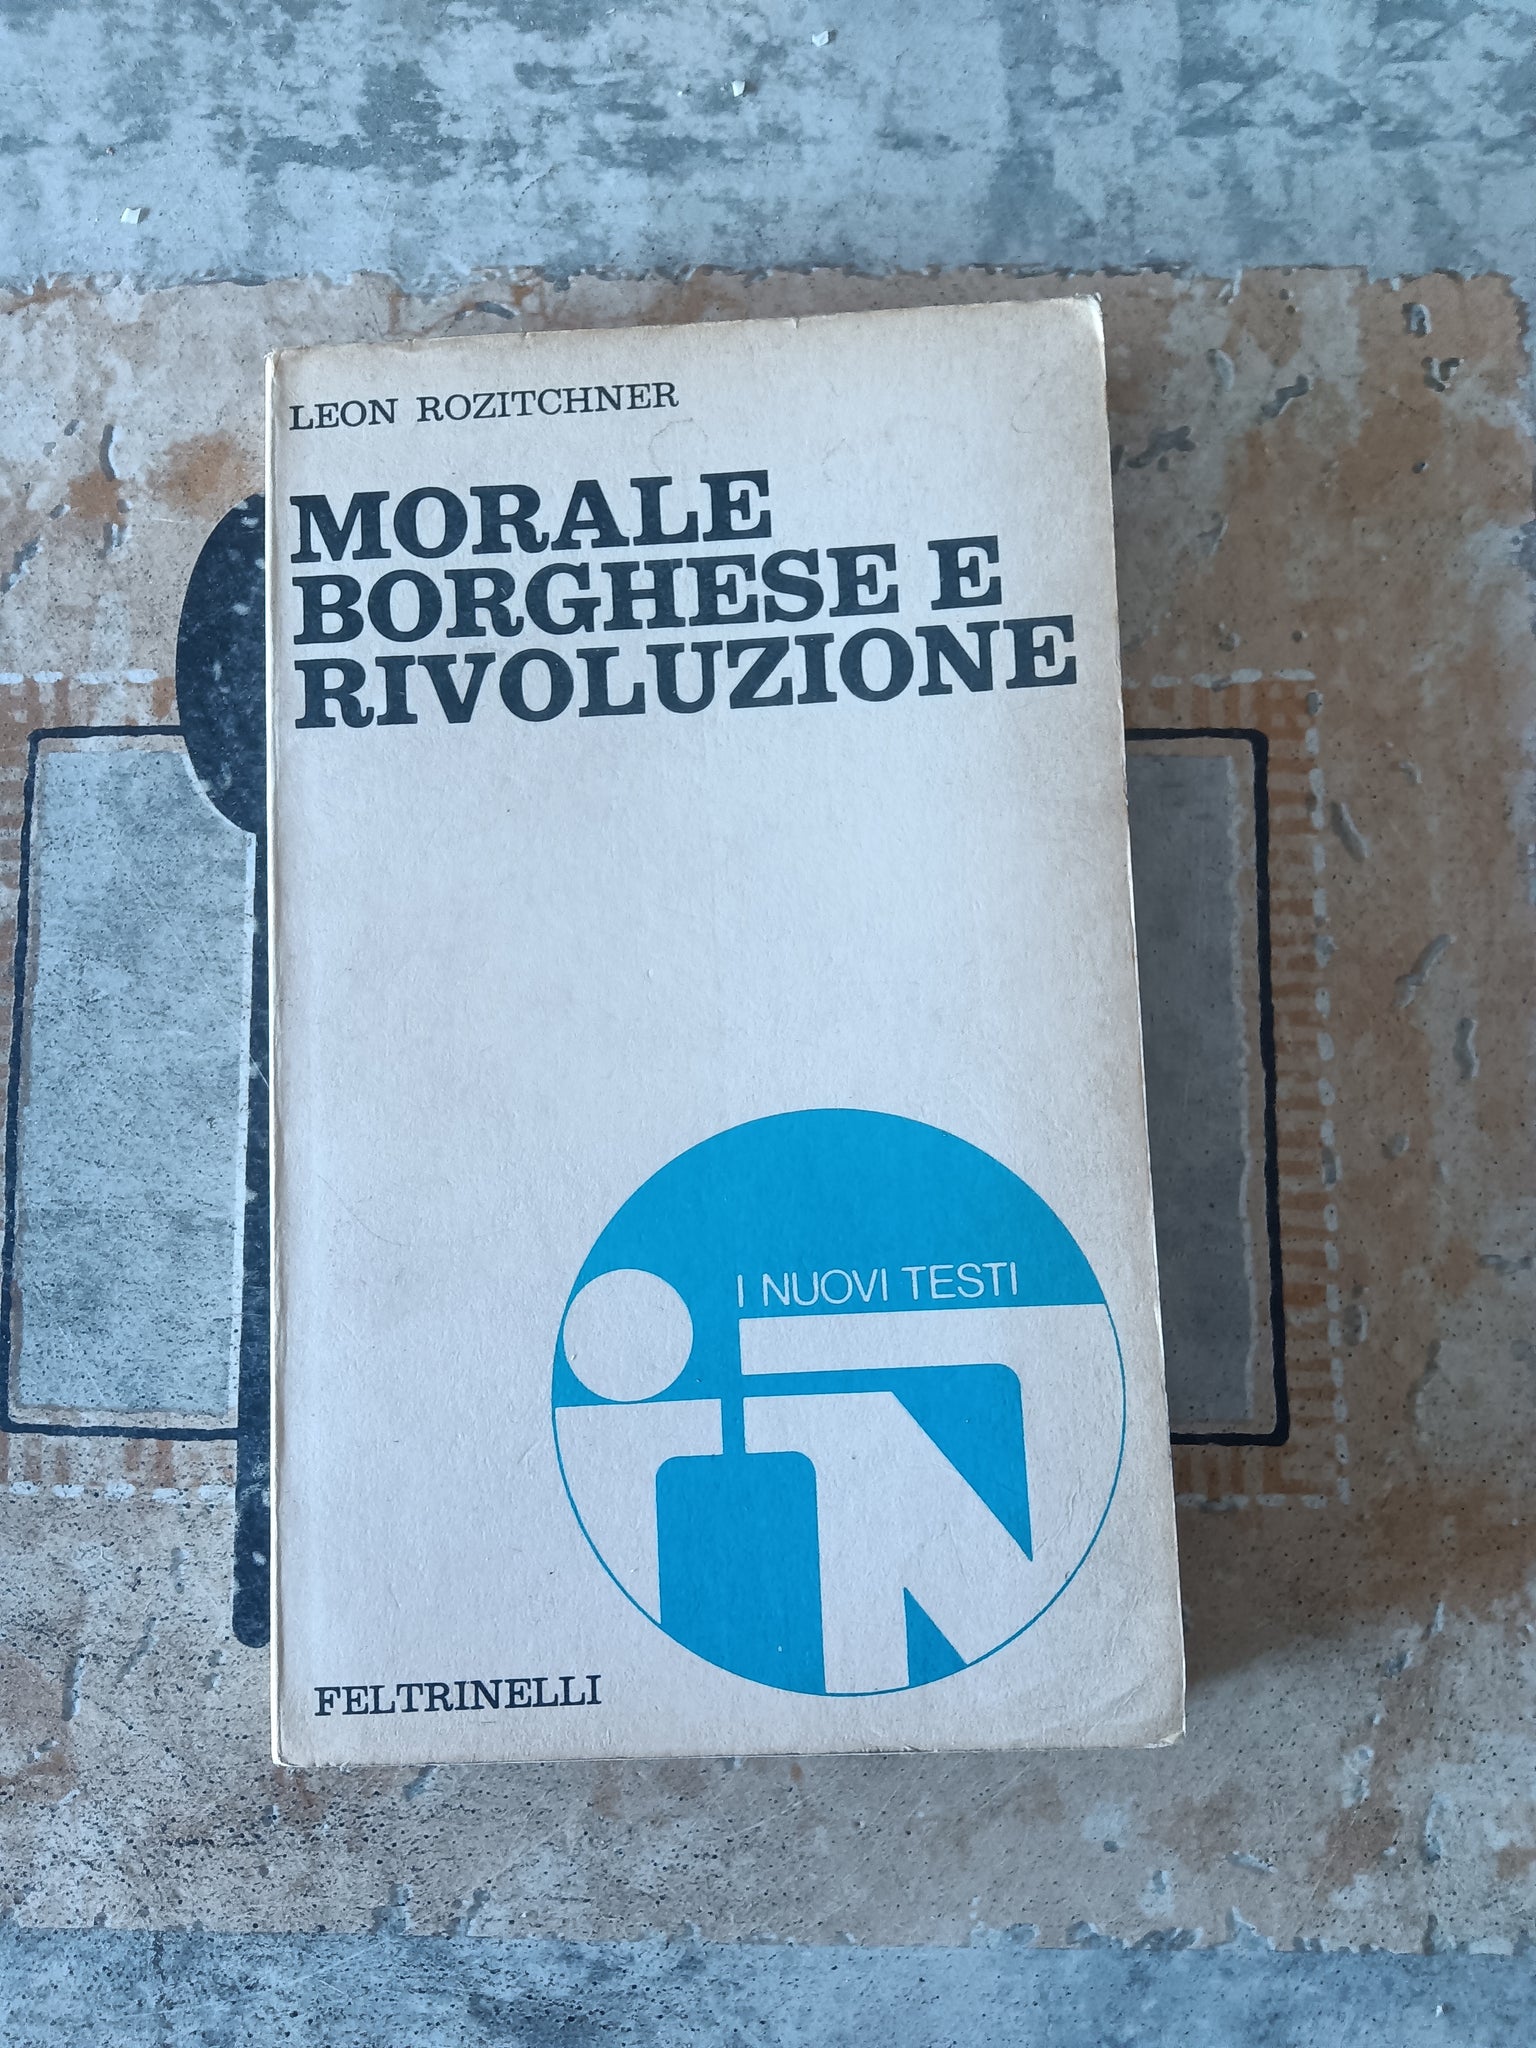 LEON ROZITCHNER
MORALE
BORGHESE E
RIVOLUZIONE
I NUOVI TESTI
FELTRINELLI